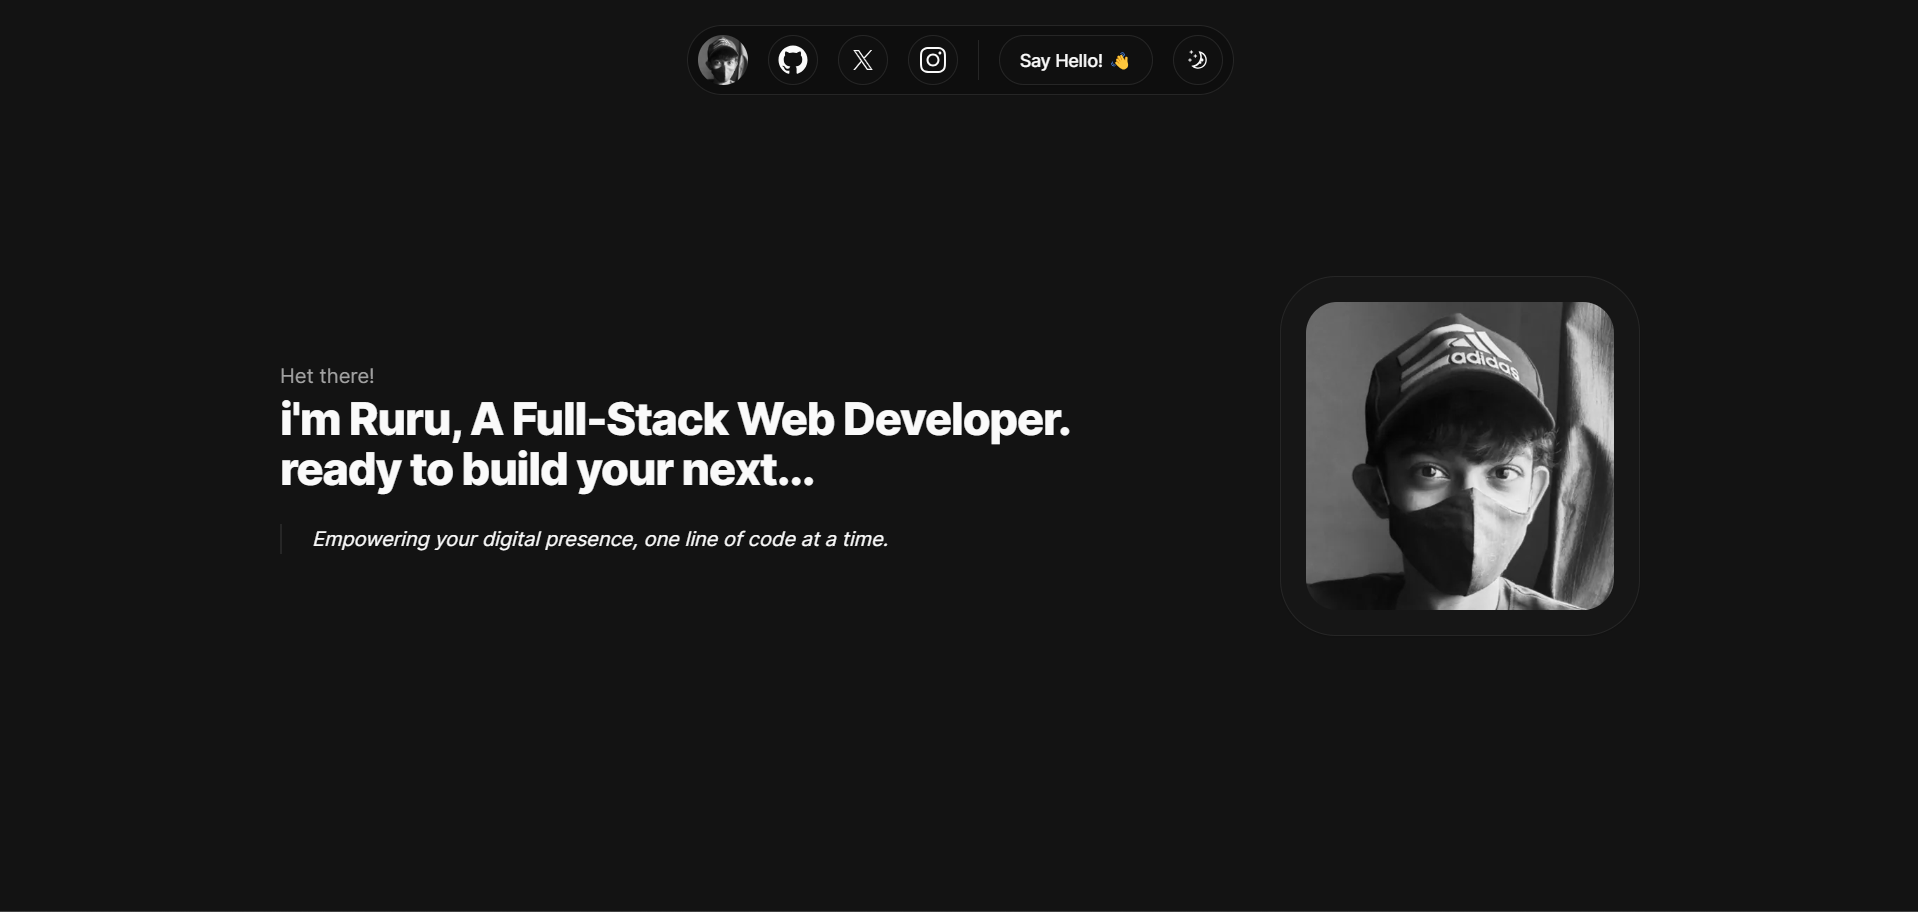 Say Hello! 👋
Het there!
i'm Ruru, A Full-Stack Web Developer.
ready to build your next...
Empowering your digital presence, one line of code at a time.
adidas